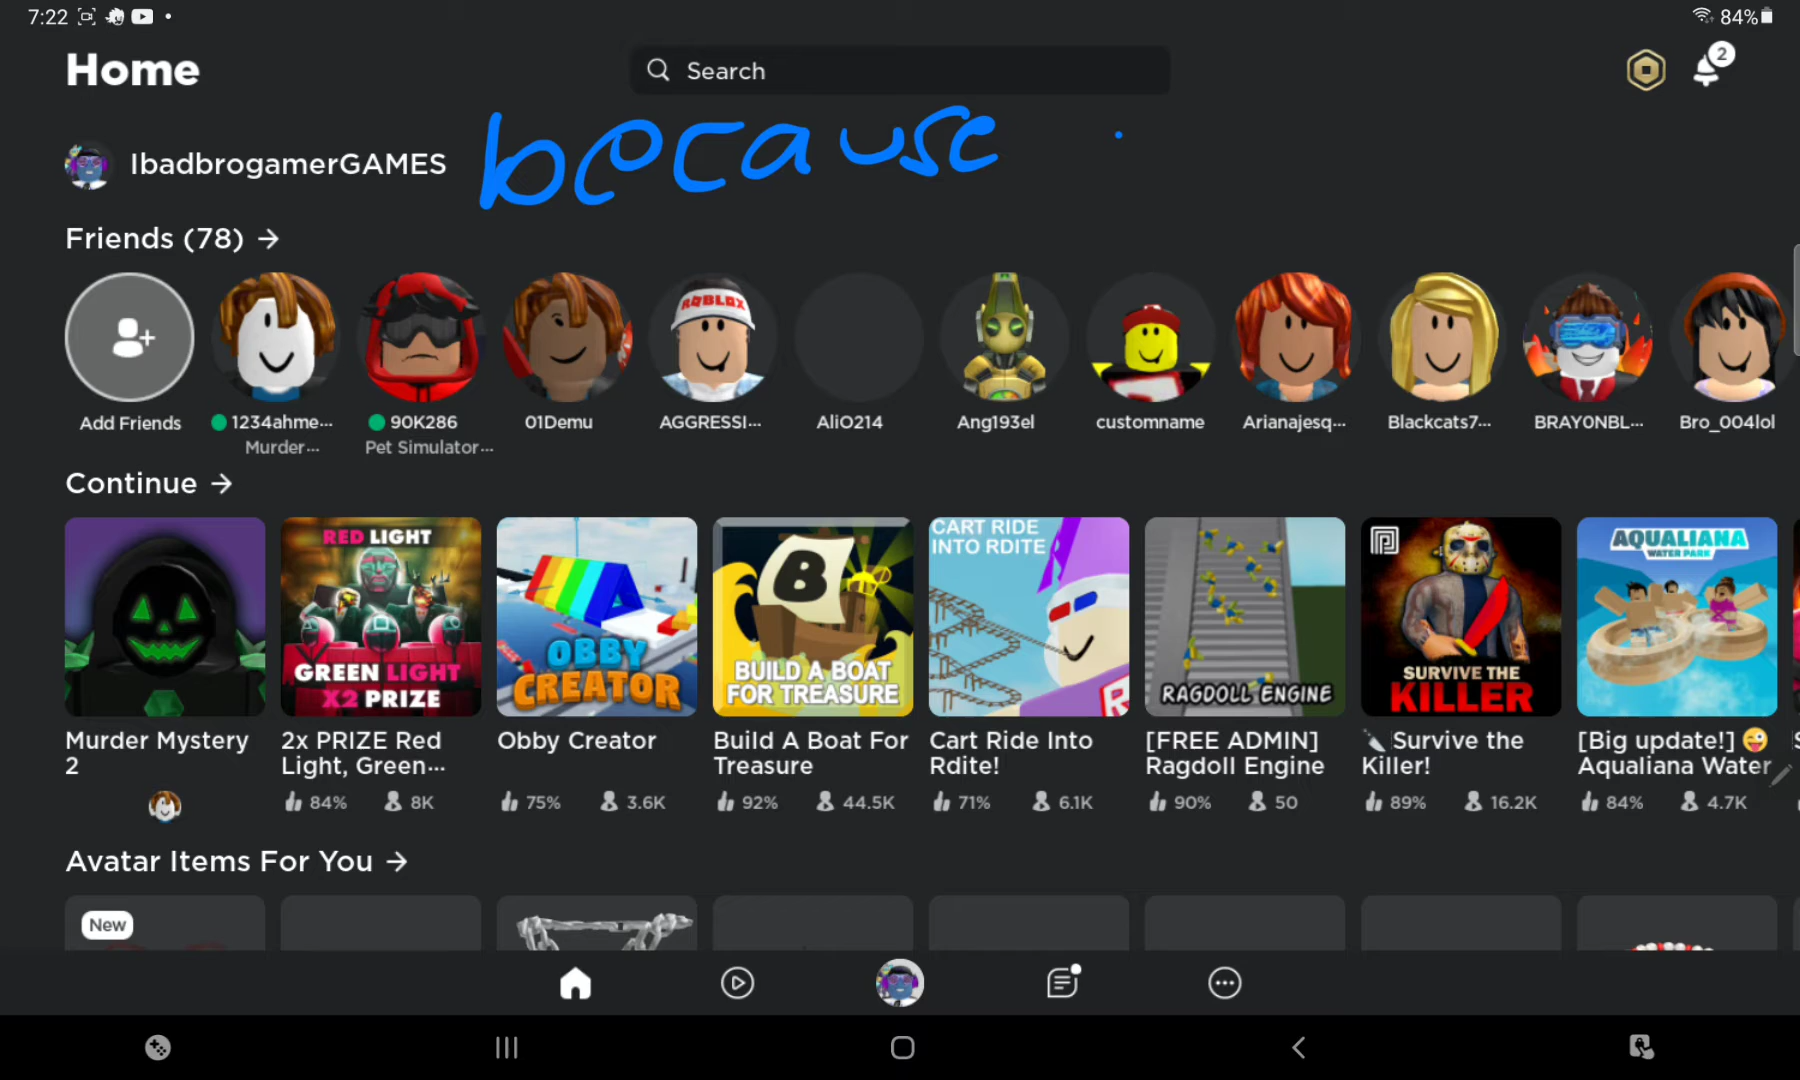 7:22 84%
Home
Search
2
IbadbrogamerGAMES
because
Friends (78)
Add Friends 1234ahme... 90K286 01Demu AGGRESSI... AliO214 Ang193el customname Arianajesq... Blackcats7... BRAY0NBL... Bro_004lol
Murder... Pet Simulator...
Continue
RED LIGHT
GREEN LIGHT
X2 PRIZE
OBBY
CREATOR
B
BUILD A BOAT
FOR TREASURE
CART RIDE
INTO RDITE
RAGDOLL ENGINE
SURVIVE THE
KILLER
AQUALIANA
WATER PARK
Murder Mystery
2
2x PRIZE Red
Light, Green...
84% 8K
Obby Creator
75% 3.6K
Build A Boat For
Treasure
92% 44.5K
Cart Ride Into
Rdite!
71% 6.1K
[FREE ADMIN]
Ragdoll Engine
90% 50
🔪Survive the
Killer!
89% 16.2K
[Big update!] 😜
Aqualiana Water
84% 4.7K
Avatar Items For You
New